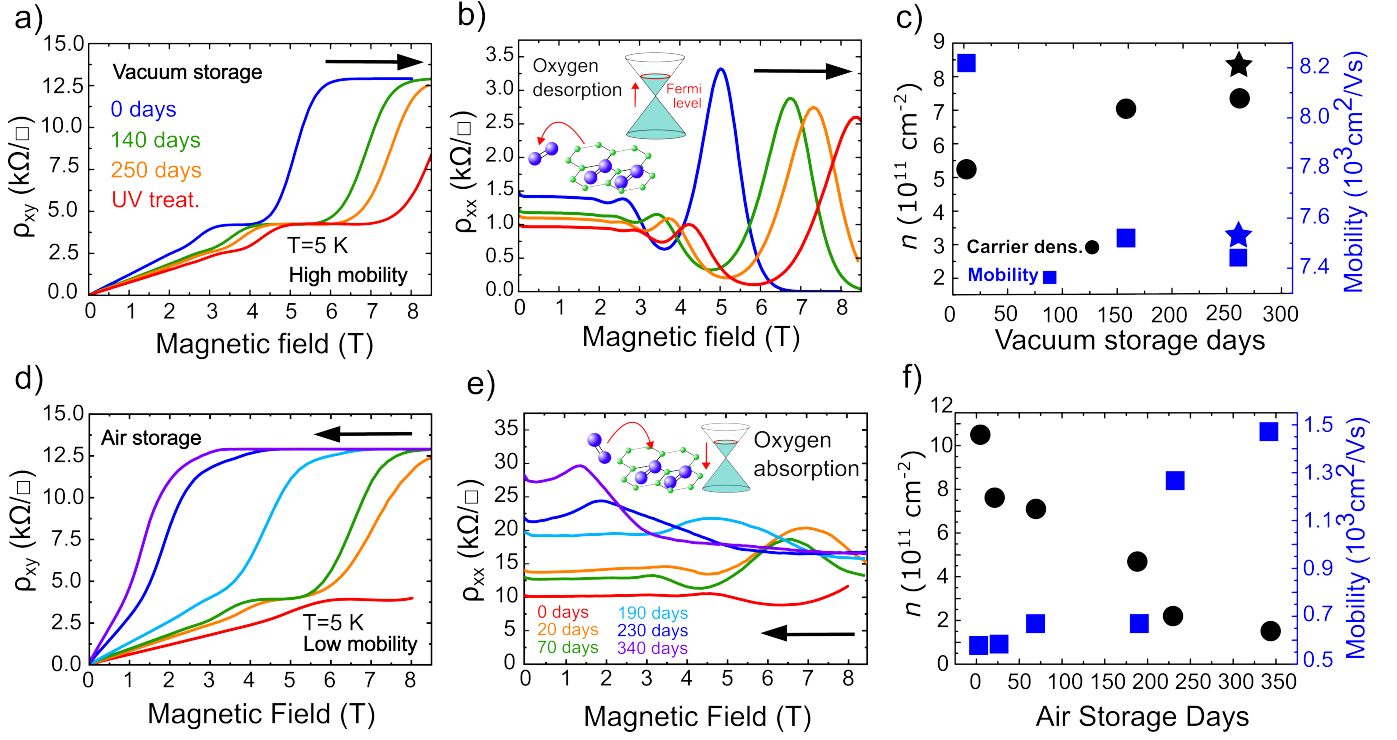 a)
15.0
12.5
10.0
7.5
5.0
2.5
0.0
ρxy (kΩ/□)
Vacuum storage
0 days
140 days
250 days
UV treat.
T=5 K
High mobility
0 1 2 3 4 5 6 7 8
Magnetic field (T)
b)
3.5
3.0
2.5
2.0
1.5
1.0
0.5
0.0
ρxx (kΩ/□)
Oxygen
desorption
Fermi
level
0 1 2 3 4 5 6 7 8
Magnetic field (T)
c)
9
8
7
6
5
4
3
2
n (10¹¹ cm⁻²)
Carrier dens.
Mobility
8.2
8.0
7.8
7.6
7.4
Mobility (10³cm²/Vs)
0 50 100 150 200 250 300
Vacuum storage days
d)
15.0
12.5
10.0
7.5
5.0
2.5
0.0
ρxy (kΩ/□)
Air storage
T=5 K
Low mobility
0 1 2 3 4 5 6 7 8
Magnetic Field (T)
e)
35
30
25
20
15
10
5
0
ρxx (kΩ/□)
Oxygen
absorption
0 days
20 days
70 days
190 days
230 days
340 days
0 1 2 3 4 5 6 7 8
Magnetic Field (T)
f)
12
10
8
6
4
2
0
n (10¹¹ cm⁻²)
1.5
1.3
1.1
0.9
0.7
0.5
Mobility (10³cm²/Vs)
0 50 100 150 200 250 300 350
Air Storage Days